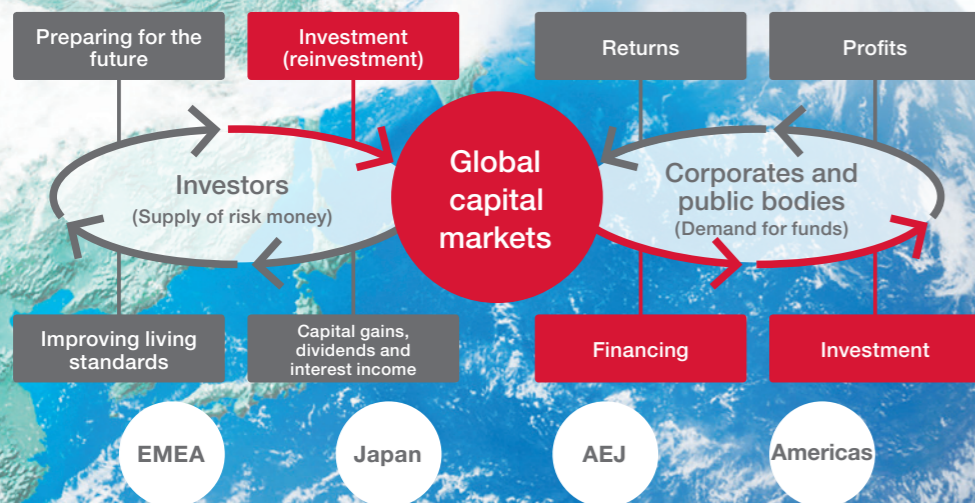 Preparing for the
future
Investment
(reinvestment)
Returns
Profits
Investors
(Supply of risk money)
Global
capital
markets
Corporates and
public bodies
(Demand for funds)
Improving living
standards
Capital gains,
dividends and
interest income
Financing
Investment
EMEA
Japan
AEJ
Americas